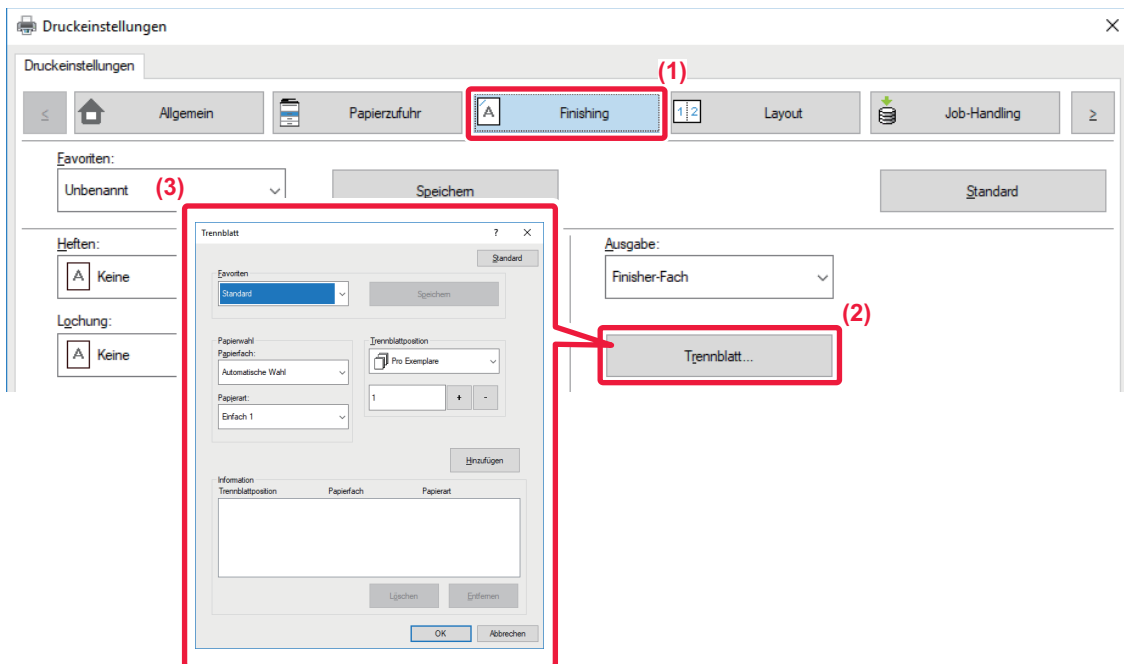 Druckeinstellungen
Druckeinstellungen
(1)
< Allgemein Papierzufuhr A Finishing 1 2 Layout Job-Handling >
Favoriten:
Unbenannt
(3)
Speichern
Standard
Heften:
A Keine
Lochung:
A Keine
Ausgabe:
Finisher-Fach
(2)
Trennblatt...
Trennblatt ? X
Standard
Favoriten
Standard
Speichern
Papierwahl
Papierfach:
Automatische Wahl
Papierart:
Einfach 1
Trennblattposition
Pro Exemplare
1 + -
Hinzufügen
Information
Trennblattposition Papierfach Papierart
Löschen Entfernen
OK Abbrechen